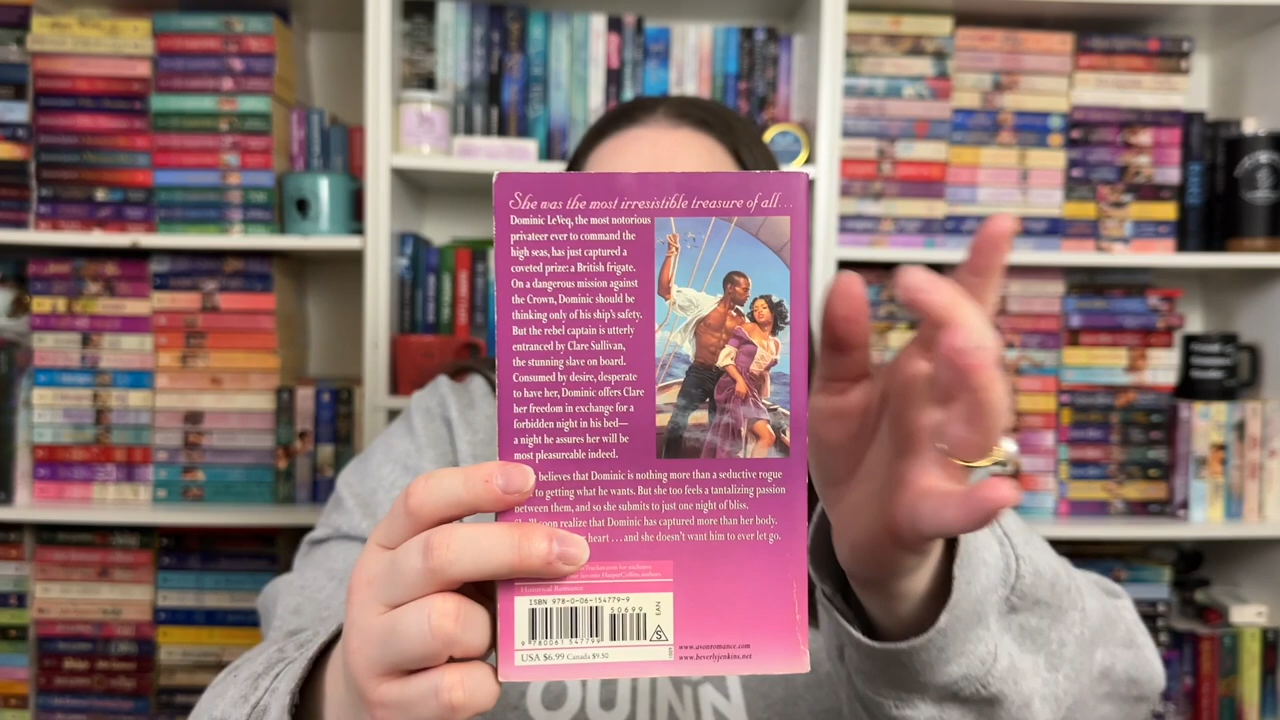 She was the most irresistible treasure of all...
Dominic LeVeq, the most notorious
privateer ever to command the
high seas, has just captured a
coveted prize: a British frigate.
On a dangerous mission against
the Crown, Dominic should be
thinking only of his ship's safety.
But the rebel captain is utterly
entranced by Clare Sullivan,
the stunning slave on board.
Consumed by desire, desperate
to have her, Dominic offers Clare
her freedom in exchange for a
forbidden night in his bed—
a night he assures her will be
most pleasureable indeed.
believes that Dominic is nothing more than a seductive rogue
to getting what he wants. But she too feels a tantalizing passion
between them, and so she submits to just one night of bliss.
soon realize that Dominic has captured more than her body.
heart . . . and she doesn't want him to ever let go.
for exclusive
favorite HarperCollins authors
Historical Romance
ISBN 978-0-06-154779-9
50699
EAN
9 780061 547799
S
USA $6.99 Canada $9.50
www.avonromance.com
www.beverlyjenkins.net
QUINN